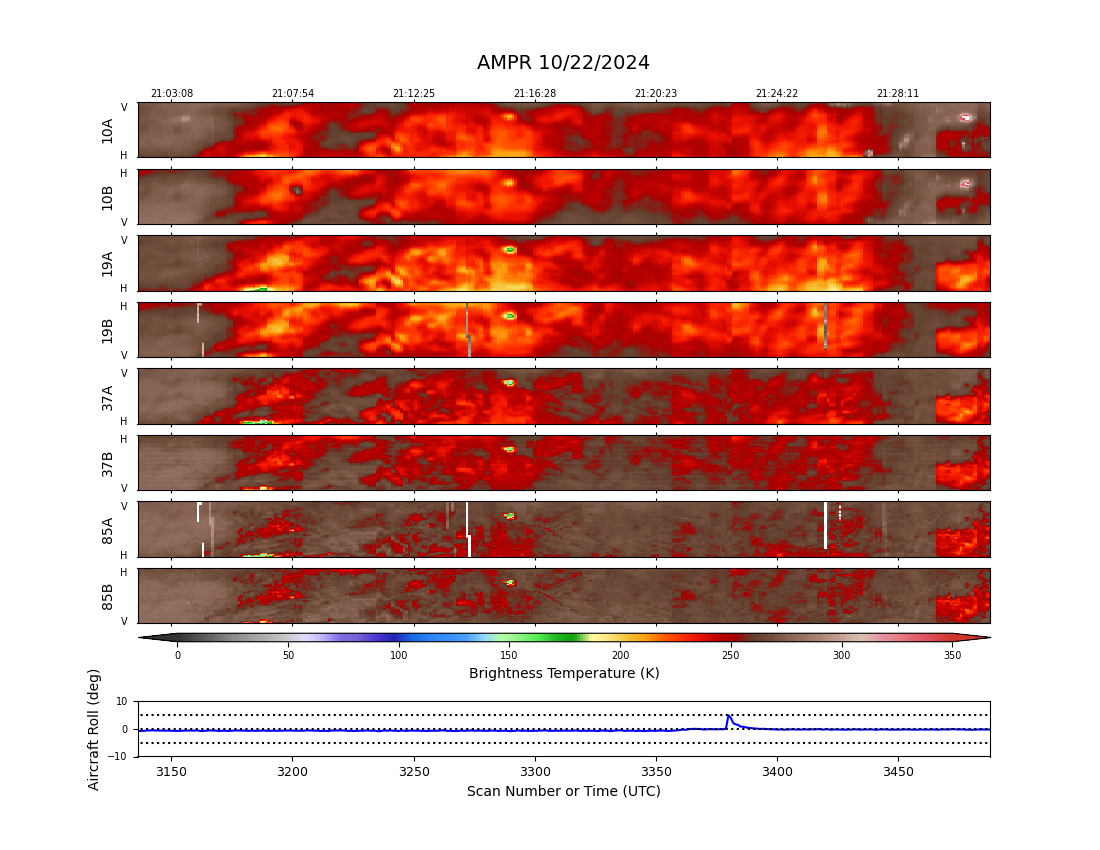 AMPR 10/22/2024
21:03:08 21:07:54 21:12:25 21:16:28 21:20:23 21:24:22 21:28:11
V
10A
H
H
10B
V
V
19A
H
H
19B
V
V
37A
H
H
37B
V
V
85A
H
H
85B
V
0 50 100 150 200 250 300 350
Brightness Temperature (K)
Aircraft Roll (deg)
10
0
−10
3150 3200 3250 3300 3350 3400 3450
Scan Number or Time (UTC)